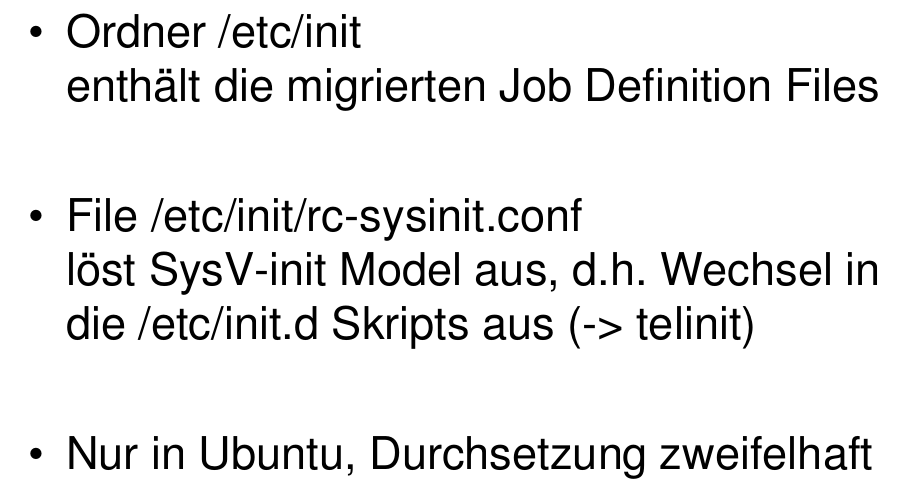 • Ordner /etc/init
enthält die migrierten Job Definition Files
• File /etc/init/rc-sysinit.conf
löst SysV-init Model aus, d.h. Wechsel in
die /etc/init.d Skripts aus (-> telinit)
• Nur in Ubuntu, Durchsetzung zweifelhaft